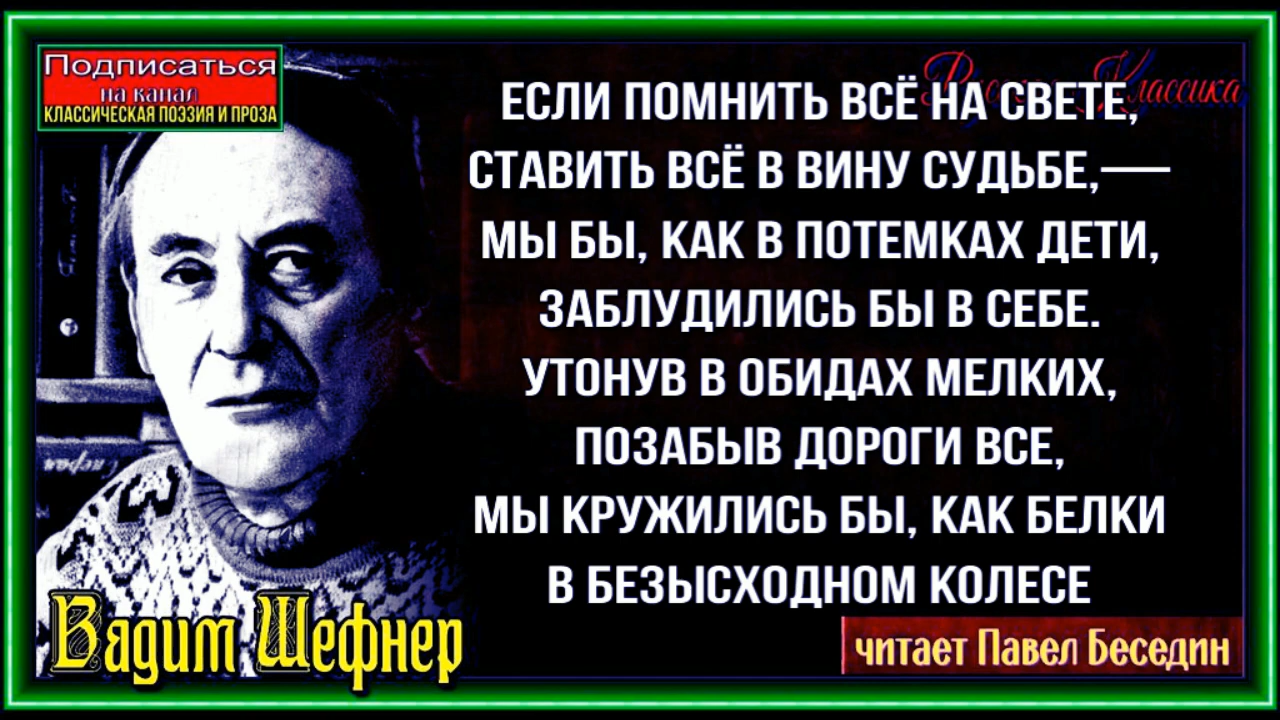 Подписаться
на канал
КЛАССИЧЕСКАЯ ПОЭЗИЯ И ПРОЗА
Русская Классика
ЕСЛИ ПОМНИТЬ ВСЁ НА СВЕТЕ,
СТАВИТЬ ВСЁ В ВИНУ СУДЬБЕ,—
МЫ БЫ, КАК В ПОТЕМКАХ ДЕТИ,
ЗАБЛУДИЛИСЬ БЫ В СЕБЕ.
УТОНУВ В ОБИДАХ МЕЛКИХ,
ПОЗАБЫВ ДОРОГИ ВСЕ,
МЫ КРУЖИЛИСЬ БЫ, КАК БЕЛКИ
В БЕЗЫСХОДНОМ КОЛЕСЕ
Вадим Шефнер
читает Павел Беседин